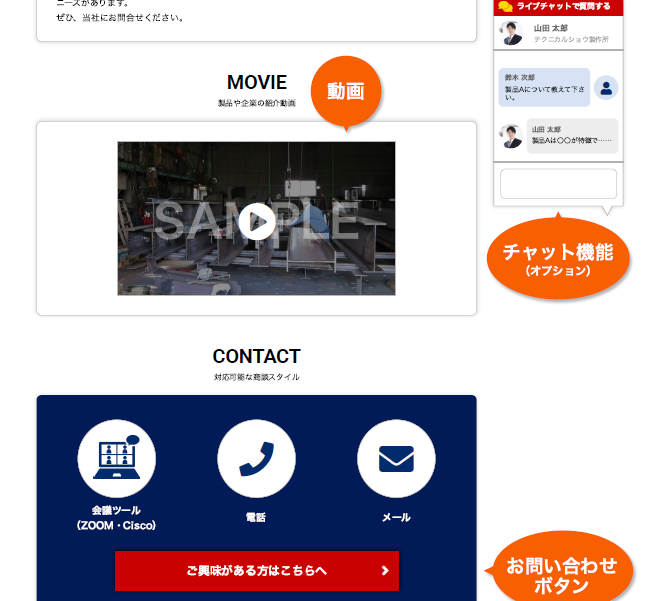 ニーズがあります。
ぜひ、当社にお問合せください。
MOVIE
製品や企業の紹介動画
動画
SAMPLE
CONTACT
対応可能な商談スタイル
会議ツール
（ZOOM・Cisco）
電話
メール
ご興味がある方はこちらへ
ライブチャットで質問する
山田 太郎
テクニカルショウ製作所
鈴木 次郎
製品Aについて教えて下さ
い。
山田 太郎
製品Aは〇〇が特徴で……
チャット機能
（オプション）
お問い合わせ
ボタン